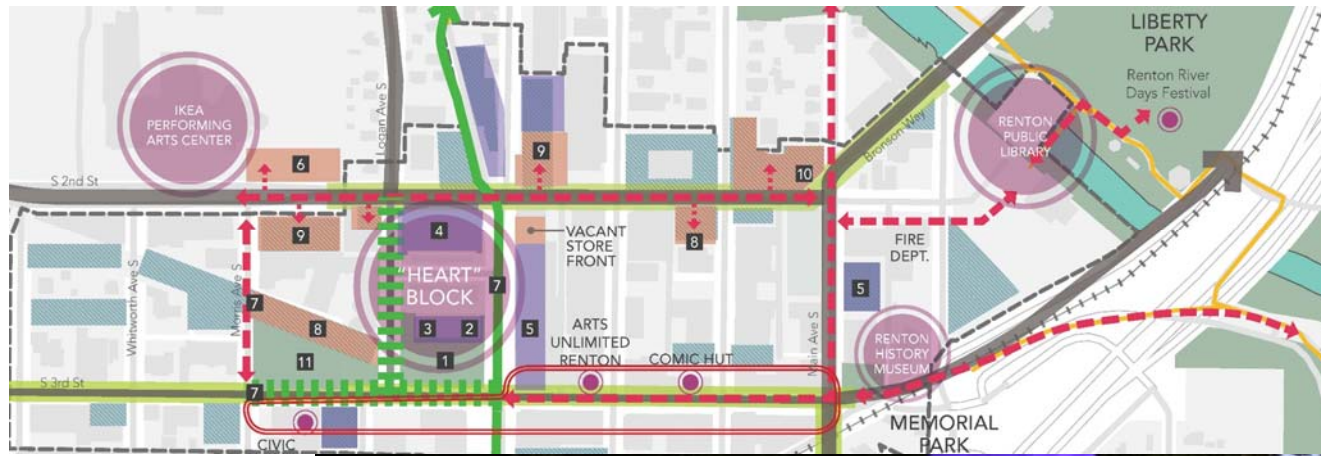 LIBERTY
PARK
Renton River
Days Festival
IKEA
PERFORMING
ARTS CENTER
RENTON
PUBLIC
LIBRARY
Logan Ave S
Bronson Way
6
9
10
S 2nd St
9
4
VACANT
STORE
FRONT
8
FIRE
DEPT.
"HEART"
BLOCK
Whitworth Ave S
Morris Ave S
7
7
8
3
2
5
5
ARTS
UNLIMITED
RENTON
COMIC HUT
Main Ave S
RENTON
HISTORY
MUSEUM
11
1
S 3rd St
7
CIVIC
MEMORIAL
PARK